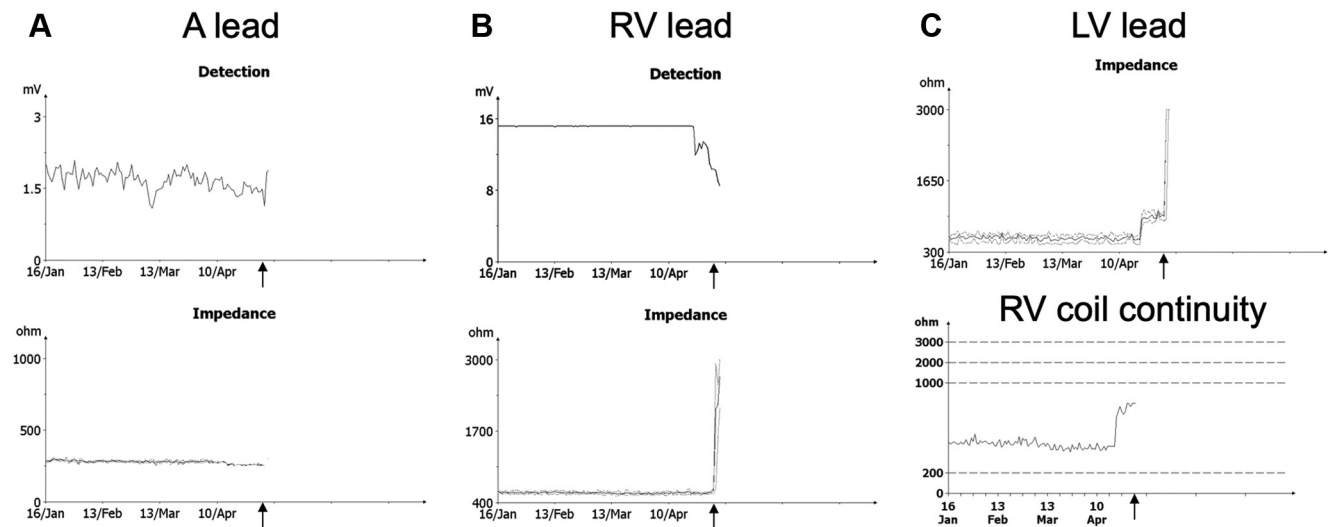 A
A lead
Detection
mV
3
1.5
0
16/Jan 13/Feb 13/Mar 10/Apr
Impedance
ohm
1000
500
0
16/Jan 13/Feb 13/Mar 10/Apr
B
RV lead
Detection
mV
16
8
0
16/Jan 13/Feb 13/Mar 10/Apr
Impedance
ohm
3000
1700
400
16/Jan 13/Feb 13/Mar 10/Apr
C
LV lead
Impedance
ohm
3000
1650
300
16/Jan 13/Feb 13/Mar 10/Apr
RV coil continuity
ohm
3000
2000
1000
200
0
16 13 13 10
Jan Feb Mar Apr